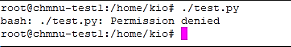 root@chmnu-test1:/home/kio# ./test.py
bash: ./test.py: Permission denied
root@chmnu-test1:/home/kio#